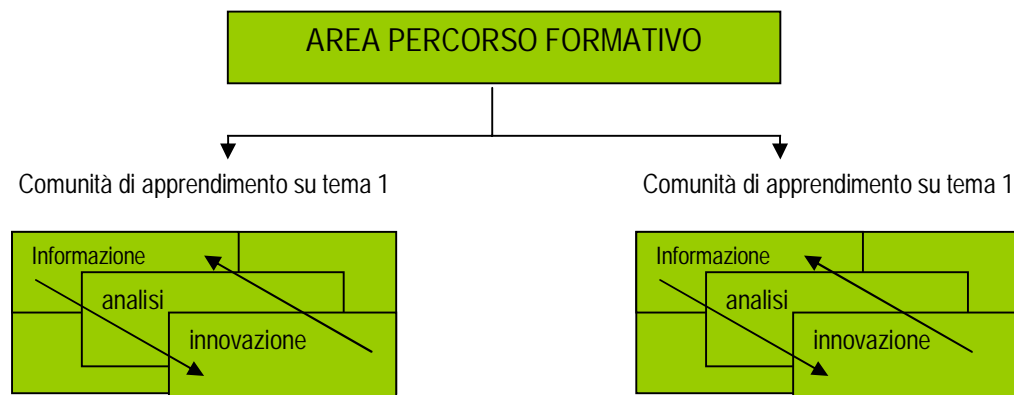 AREA PERCORSO FORMATIVO
Comunità di apprendimento su tema 1
Comunità di apprendimento su tema 1
Informazione
analisi
innovazione
Informazione
analisi
innovazione